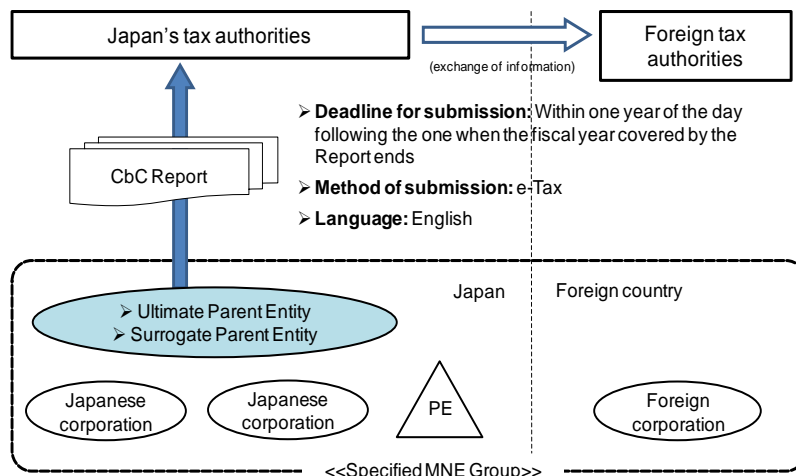 Japan's tax authorities
(exchange of information)
Foreign tax
authorities
➢ Deadline for submission: Within one year of the day
following the one when the fiscal year covered by the
Report ends
➢ Method of submission: e-Tax
➢ Language: English
CbC Report
➢ Ultimate Parent Entity
➢ Surrogate Parent Entity
Japan
Foreign country
Japanese
corporation
Japanese
corporation
PE
Foreign
corporation
<<Specified MNE Group>>